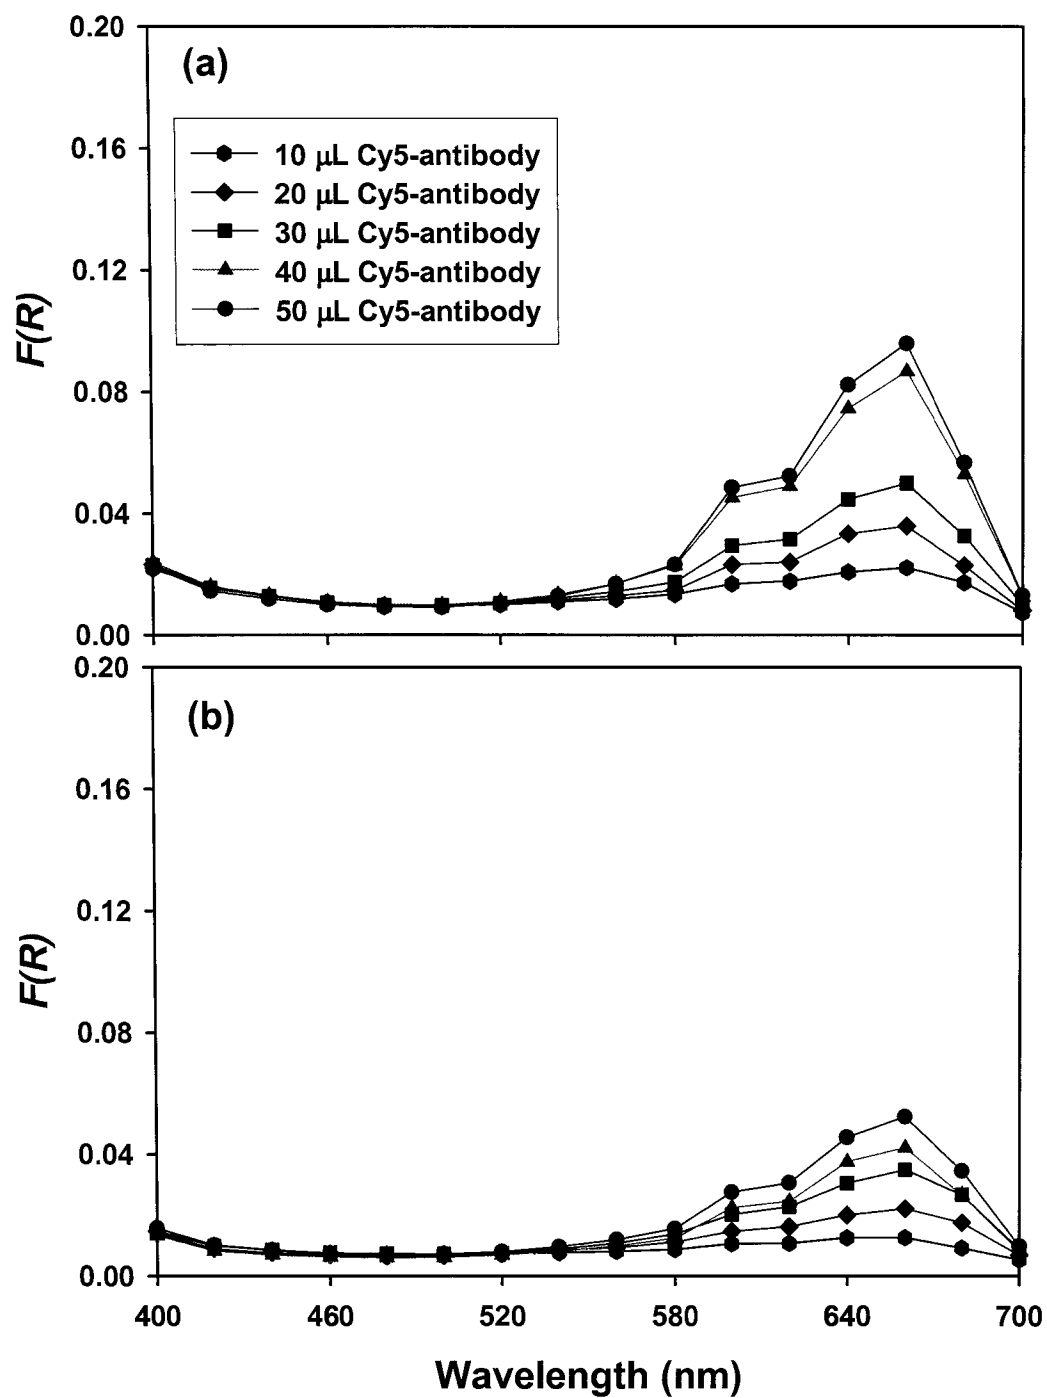 0.20
(a)
0.16
10 μL Cy5-antibody
20 μL Cy5-antibody
30 μL Cy5-antibody
40 μL Cy5-antibody
50 μL Cy5-antibody
0.12
F(R)
0.08
0.04
0.00
0.20
(b)
0.16
0.12
F(R)
0.08
0.04
0.00
400 460 520 580 640 700
Wavelength (nm)